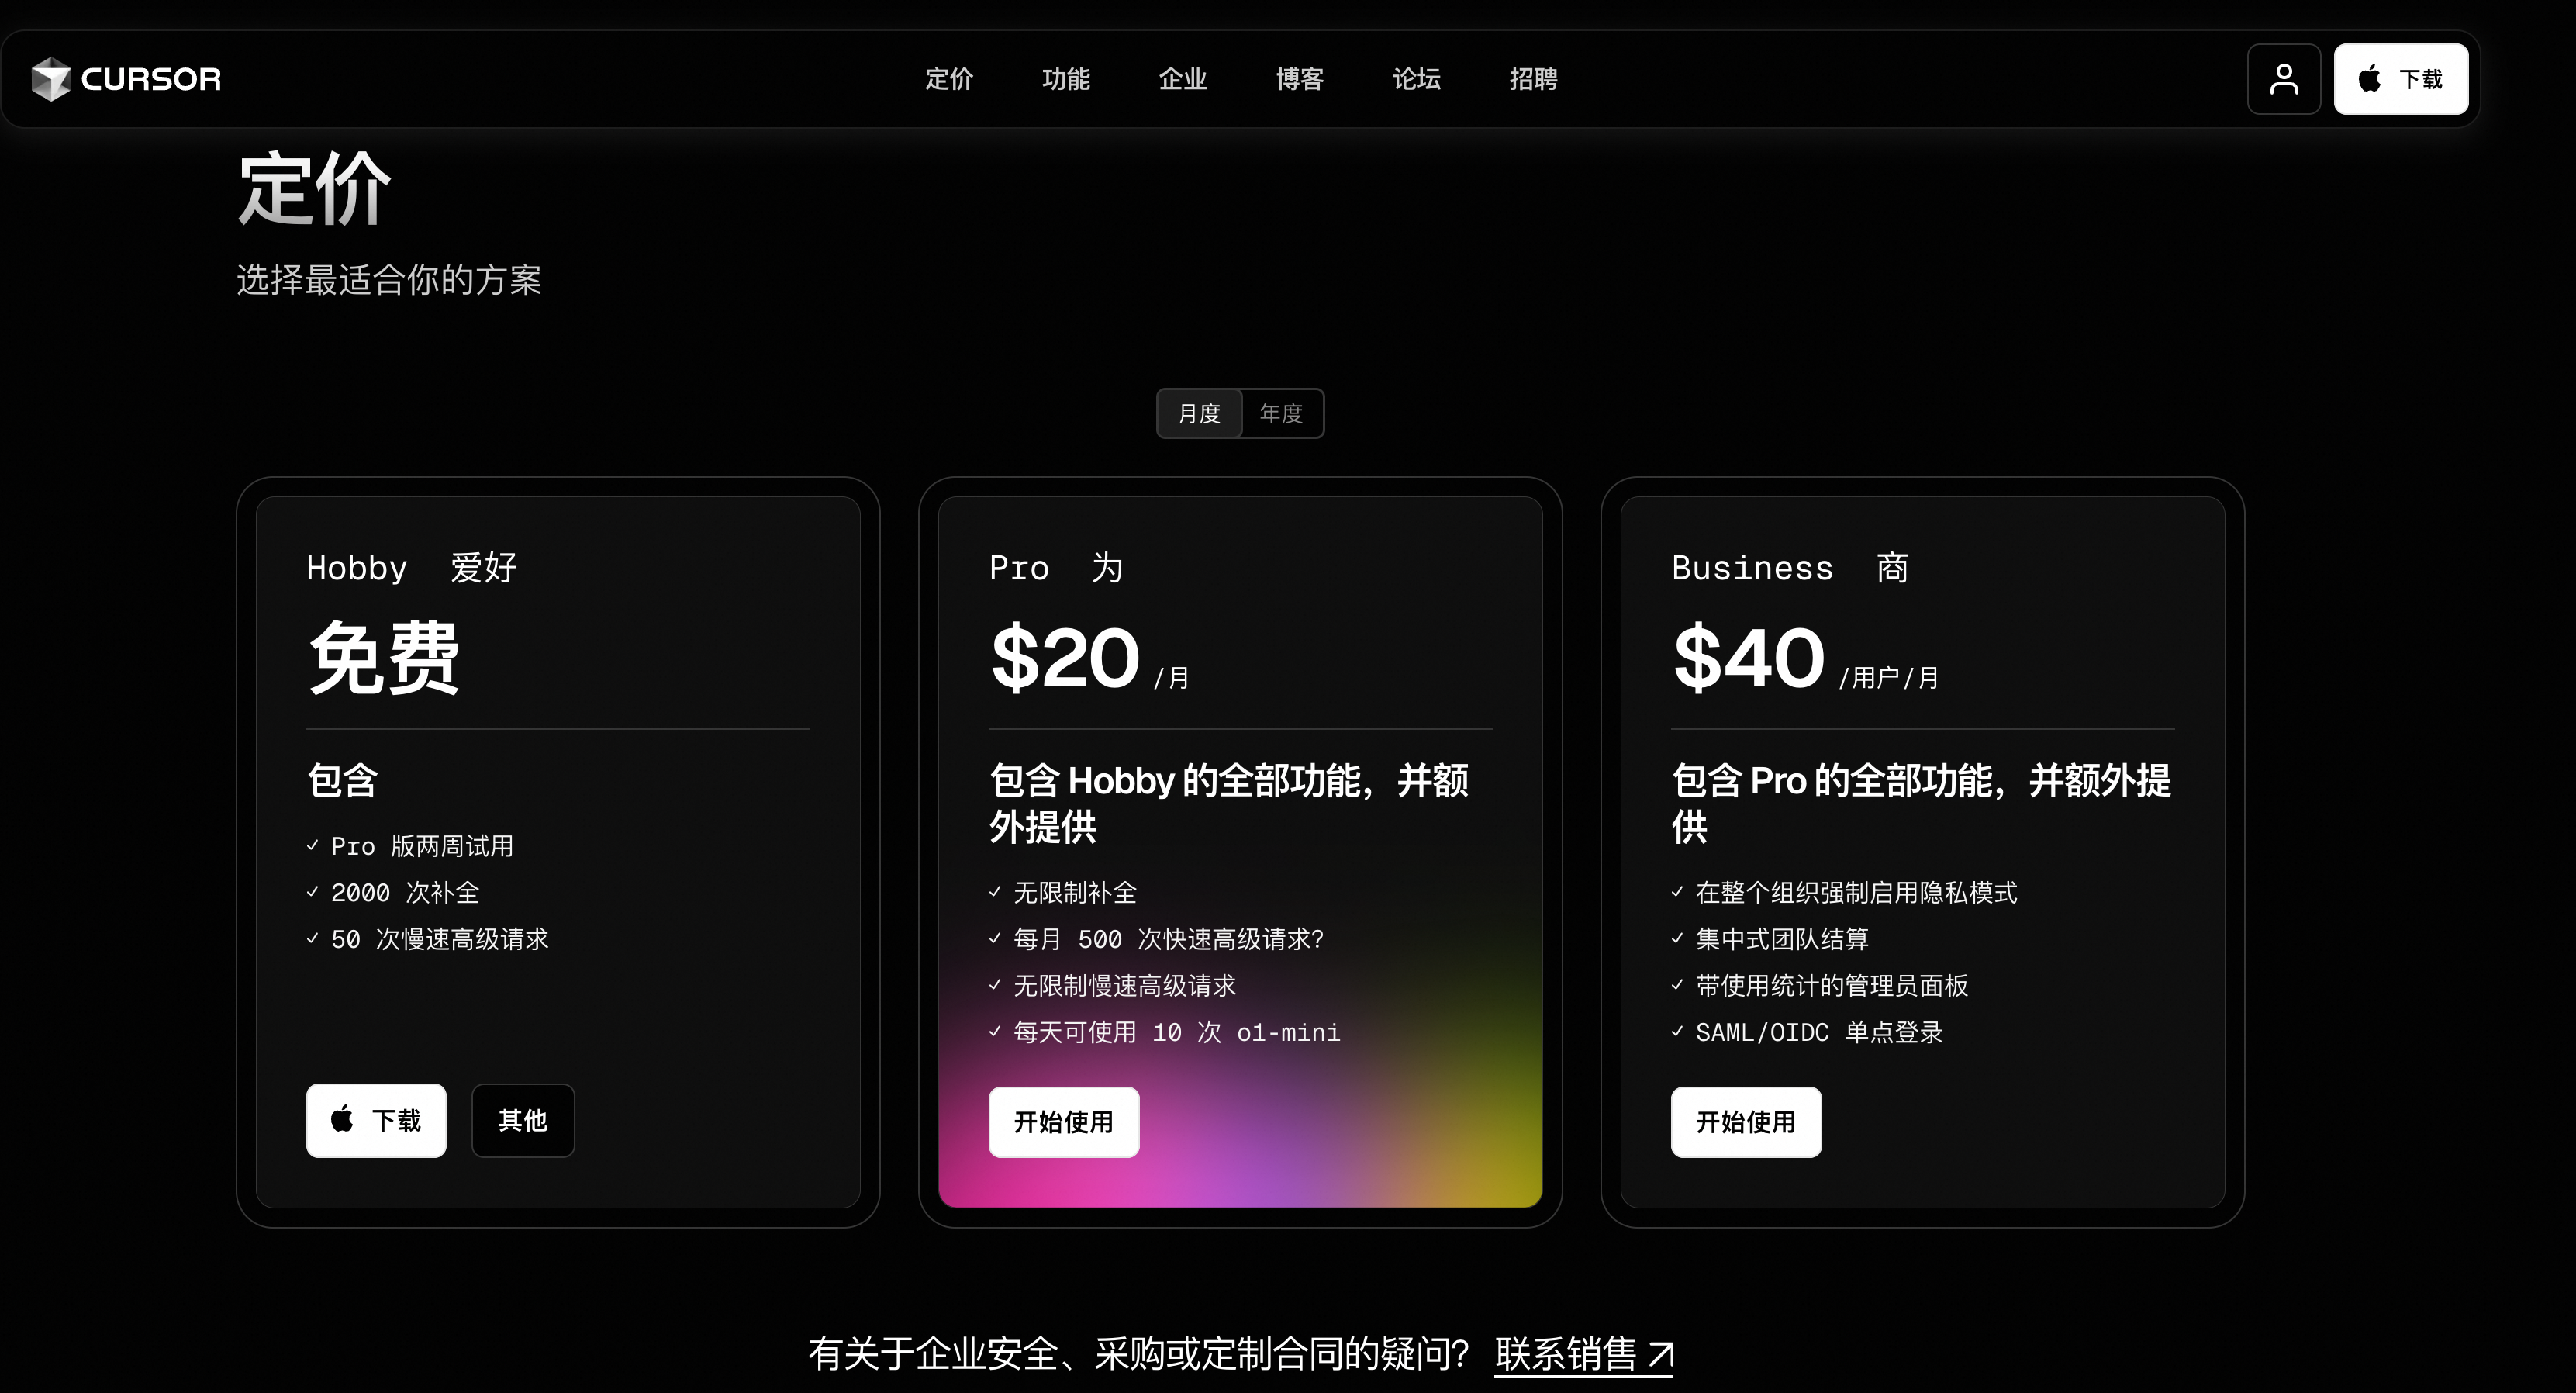 CURSOR
定价
功能
企业
博客
论坛
招聘
下载
定价
选择最适合你的方案
月度
年度
Hobby 爱好
免费
包含
Pro 版两周试用
2000 次补全
50 次慢速高级请求
下载
其他
Pro 为
$20 /月
包含 Hobby 的全部功能，并额
外提供
无限制补全
每月 500 次快速高级请求?
无限制慢速高级请求
每天可使用 10 次 o1-mini
开始使用
Business 商
$40 /用户/月
包含 Pro 的全部功能，并额外提
供
在整个组织强制启用隐私模式
集中式团队结算
带使用统计的管理员面板
SAML/OIDC 单点登录
开始使用
有关于企业安全、采购或定制合同的疑问？ 联系销售